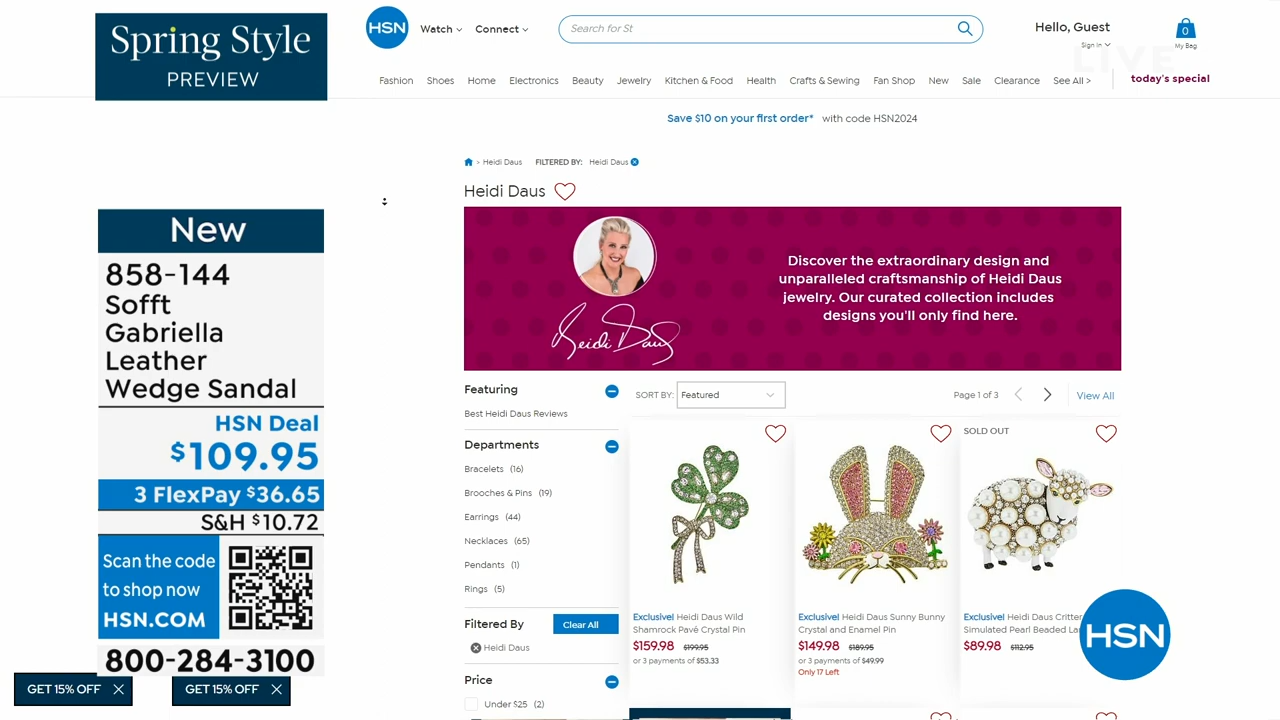 Spring Style
PREVIEW
HSN
Watch
Connect
Search for St
Hello, Guest
Sign In
0
My Bag
LIVE
Fashion Shoes Home Electronics Beauty Jewelry Kitchen & Food Health Crafts & Sewing Fan Shop New Sale Clearance See All >
today's special
Save $10 on your first order* with code HSN2024
> Heidi Daus FILTERED BY: Heidi Daus
Heidi Daus
Discover the extraordinary design and
unparalleled craftsmanship of Heidi Daus
jewelry. Our curated collection includes
designs you'll only find here.
Heidi Daus
New
858-144
Sofft
Gabriella
Leather
Wedge Sandal
HSN Deal
$109.95
3 FlexPay $36.65
S&H $10.72
Scan the code
to shop now
HSN.COM
800-284-3100
GET 15% OFF
GET 15% OFF
Featuring
Best Heidi Daus Reviews
Departments
Bracelets (16)
Brooches & Pins (19)
Earrings (44)
Necklaces (65)
Pendants (1)
Rings (5)
Filtered By
Clear All
Heidi Daus
Price
Under $25 (2)
SORT BY: Featured
Page 1 of 3
View All
Exclusive! Heidi Daus Wild
Shamrock Pavé Crystal Pin
$159.98 $199.95
or 3 payments of $53.33
Exclusive! Heidi Daus Sunny Bunny
Crystal and Enamel Pin
$149.98 $189.95
or 3 payments of $49.99
Only 17 Left
SOLD OUT
Exclusive! Heidi Daus Critter
Simulated Pearl Beaded La
$89.98 $112.95
HSN